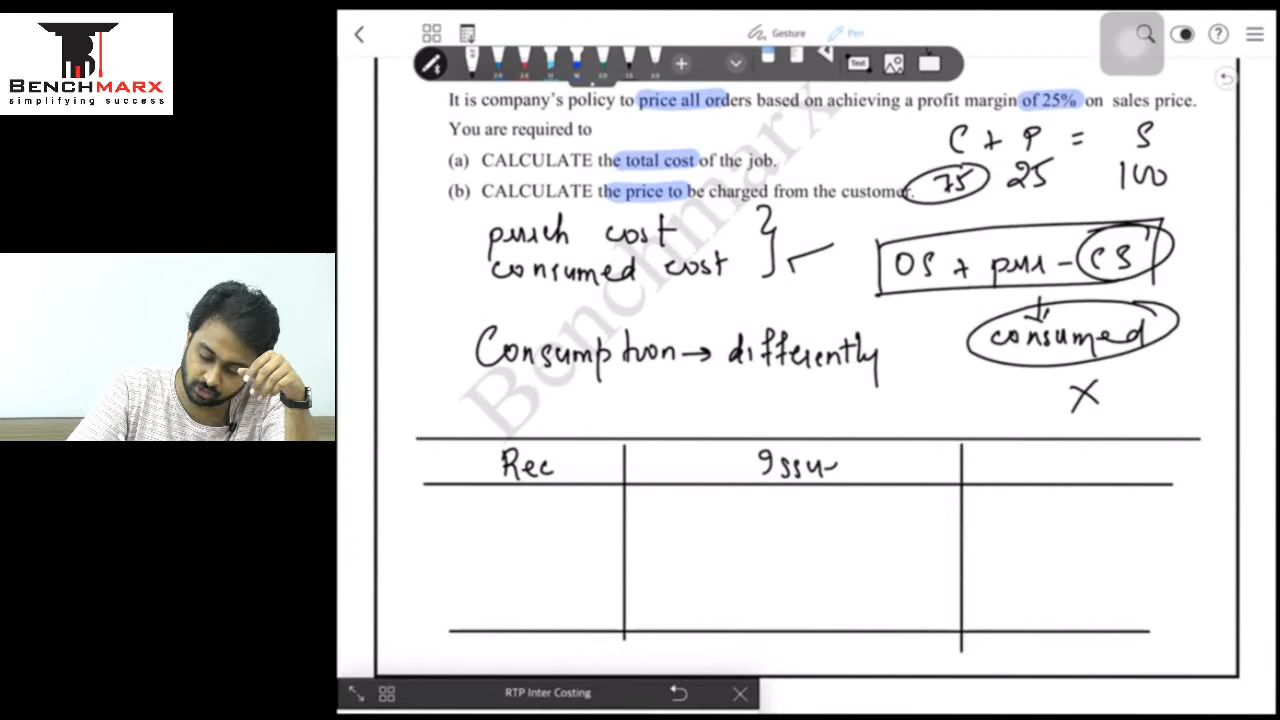 BENCHMARX
simplifying success
Gesture
Pen
Text
It is company's policy to price all orders based on achieving a profit margin of 25% on sales price.
You are required to
(a) CALCULATE the total cost of the job.
(b) CALCULATE the price to be charged from the customer.
C + P = S
75 25 100
purch cost
consumed cost
OS + pur - CS
consumed
Consumption → differently
X
Rec
Issu
Benchmarx
RTP Inter Costing